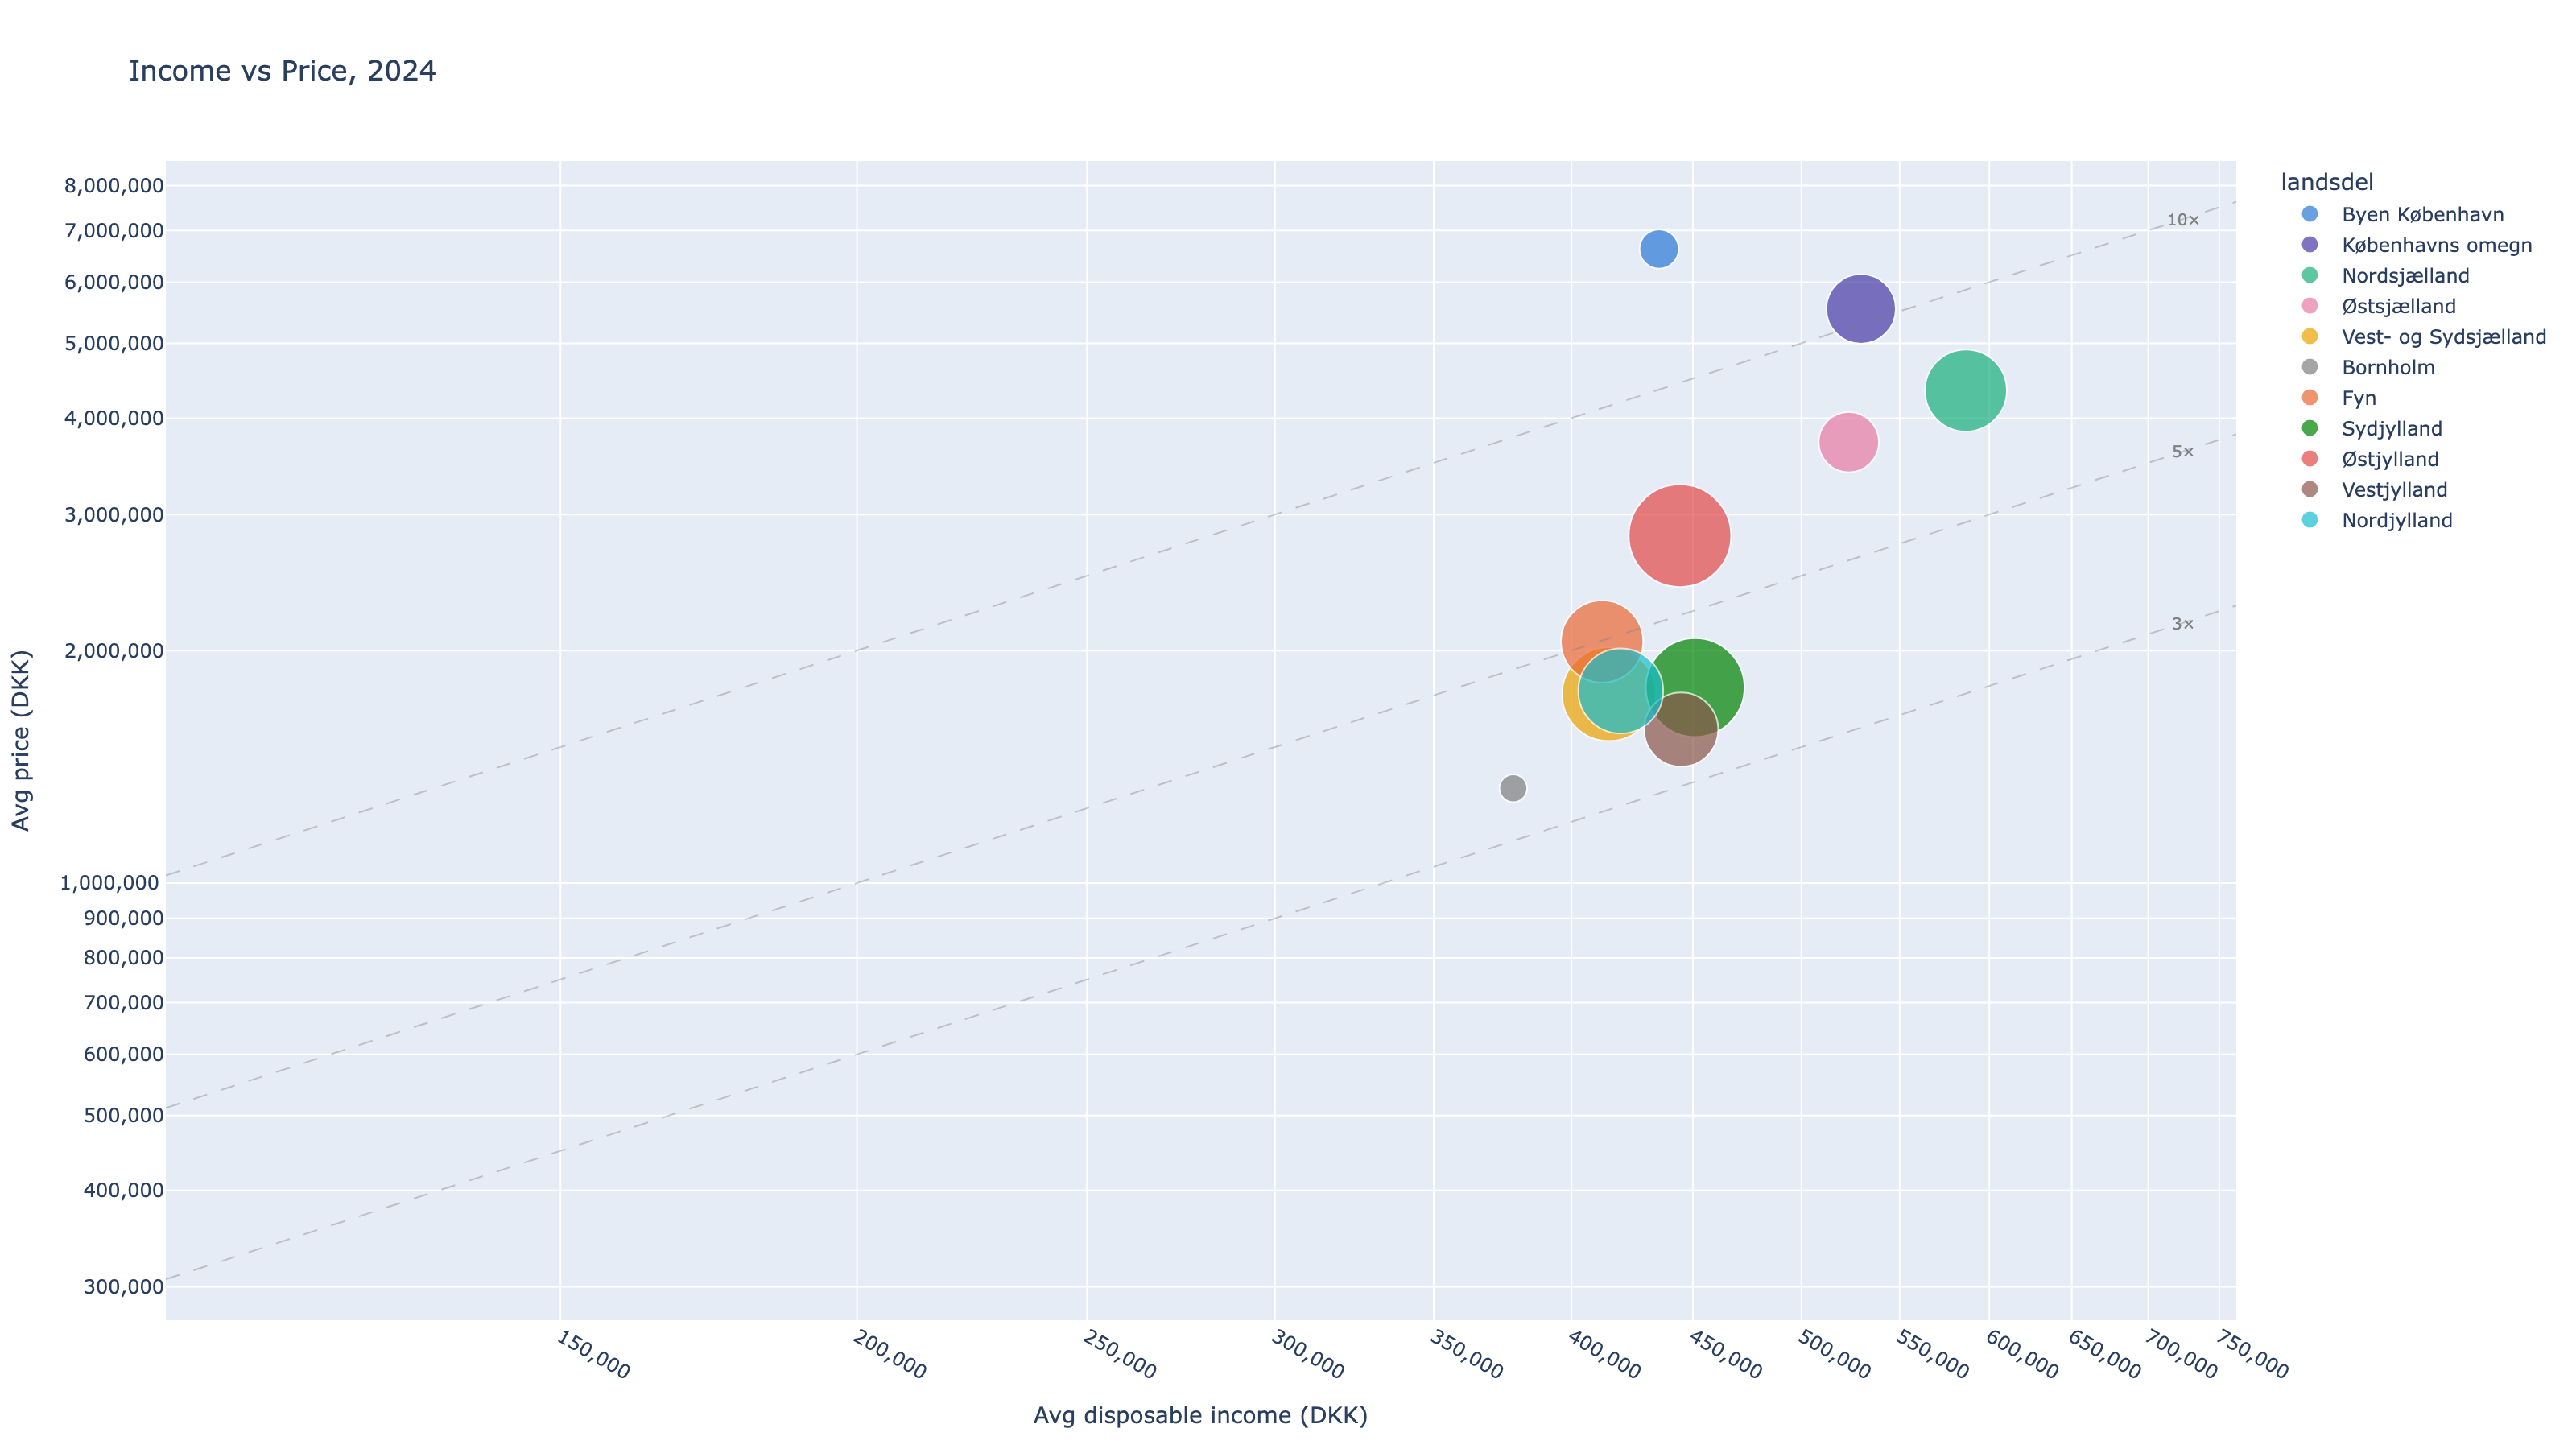 Income vs Price, 2024
8,000,000
7,000,000
6,000,000
5,000,000
4,000,000
3,000,000
2,000,000
1,000,000
900,000
800,000
700,000
600,000
500,000
400,000
300,000
Avg price (DKK)
10×
5×
3×
150,000
200,000
250,000
300,000
350,000
400,000
450,000
500,000
550,000
600,000
650,000
700,000
750,000
Avg disposable income (DKK)
landsdel
Byen København
Københavns omegn
Nordsjælland
Østsjælland
Vest- og Sydsjælland
Bornholm
Fyn
Sydjylland
Østjylland
Vestjylland
Nordjylland